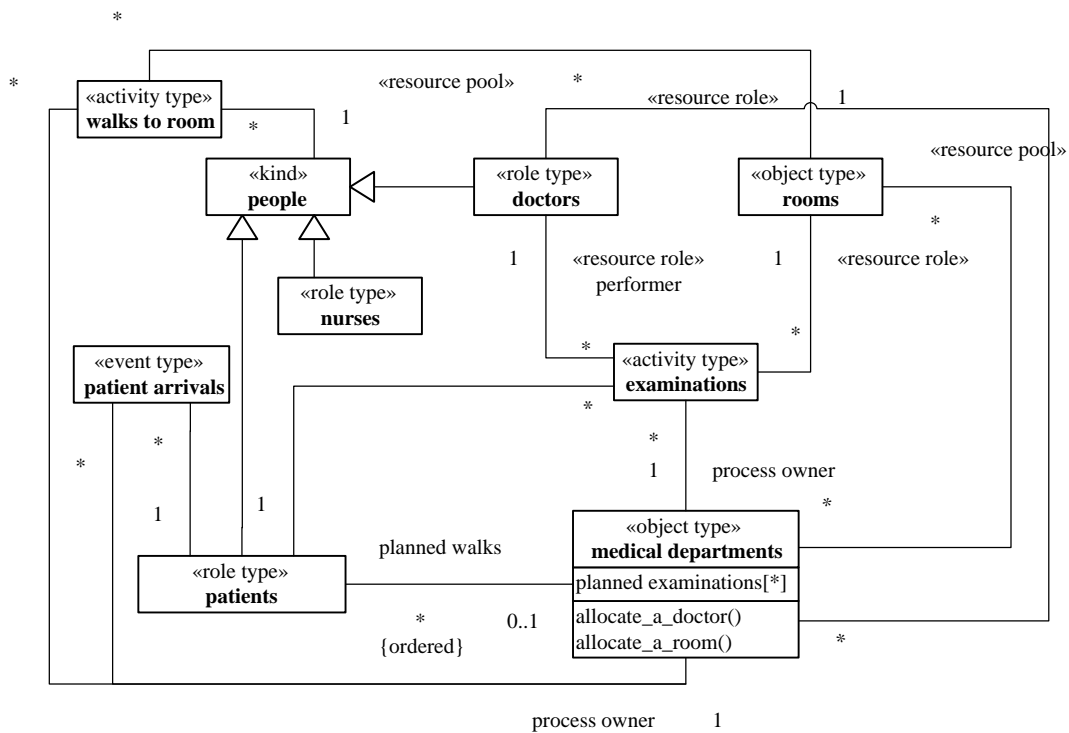 *
*
«resource pool»
*
«activity type»
walks to room
«resource role»
1
*
1
«resource pool»
«kind»
people
«role type»
doctors
«object type»
rooms
*
1
«resource role»
performer
1
«resource role»
«role type»
nurses
*
*
«event type»
patient arrivals
«activity type»
examinations
*
*
*
*
1
process owner
1
1
*
planned walks
«object type»
medical departments
«role type»
patients
planned examinations[*]
*
{ordered}
0..1
allocate_a_doctor()
allocate_a_room()
*
process owner
1